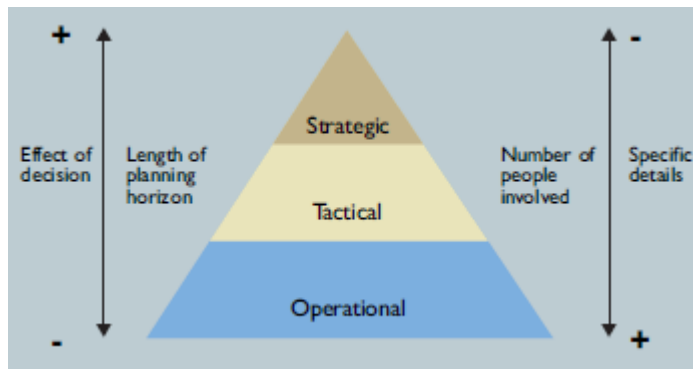 +
-
Strategic
Effect of
decision
Length of
planning
horizon
Number of
people
involved
Specific
details
Tactical
Operational
-
+